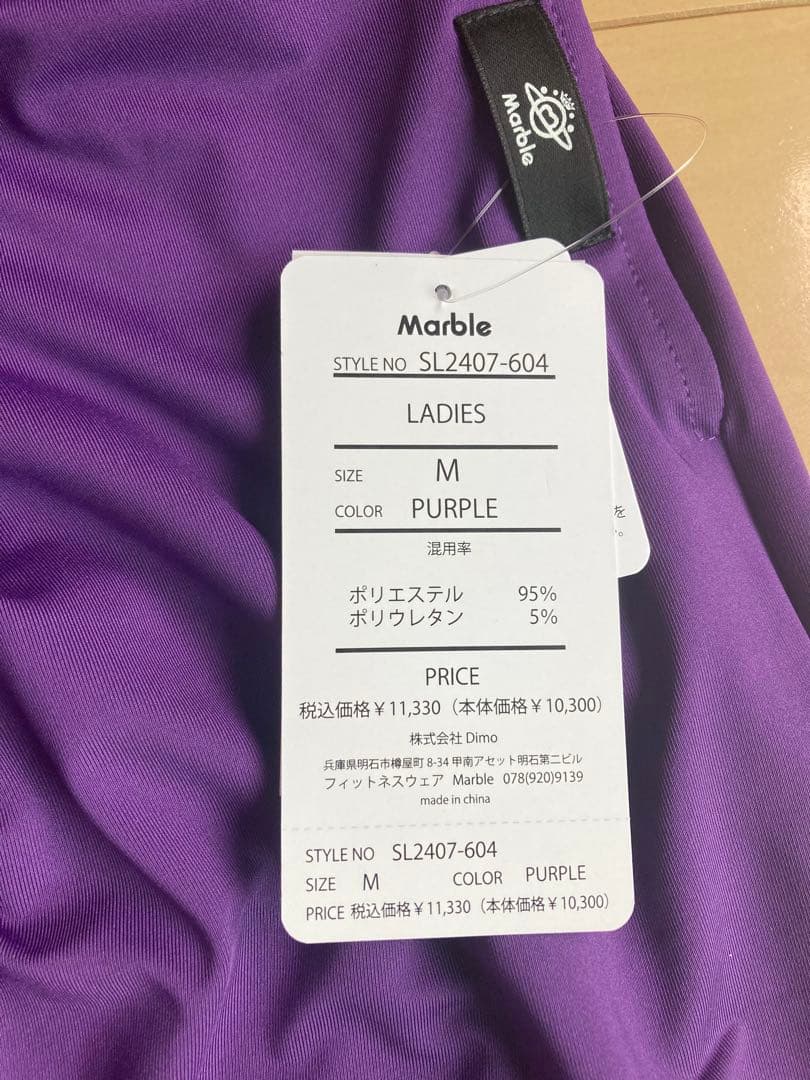 Marble
Marble
STYLE NO SL2407-604
LADIES
SIZE M
COLOR PURPLE
混用率
ポリエステル 95%
ポリウレタン 5%
PRICE
税込価格¥11,330(本体価格¥10,300)
株式会社 Dimo
兵庫県明石市樽屋町 8-34 甲南アセット明石第二ビル
フィットネスウェア Marble 078(920)9139
made in china
STYLE NO SL2407-604
SIZE M COLOR PURPLE
PRICE 税込価格¥11,330(本体価格¥10,300)
を
。